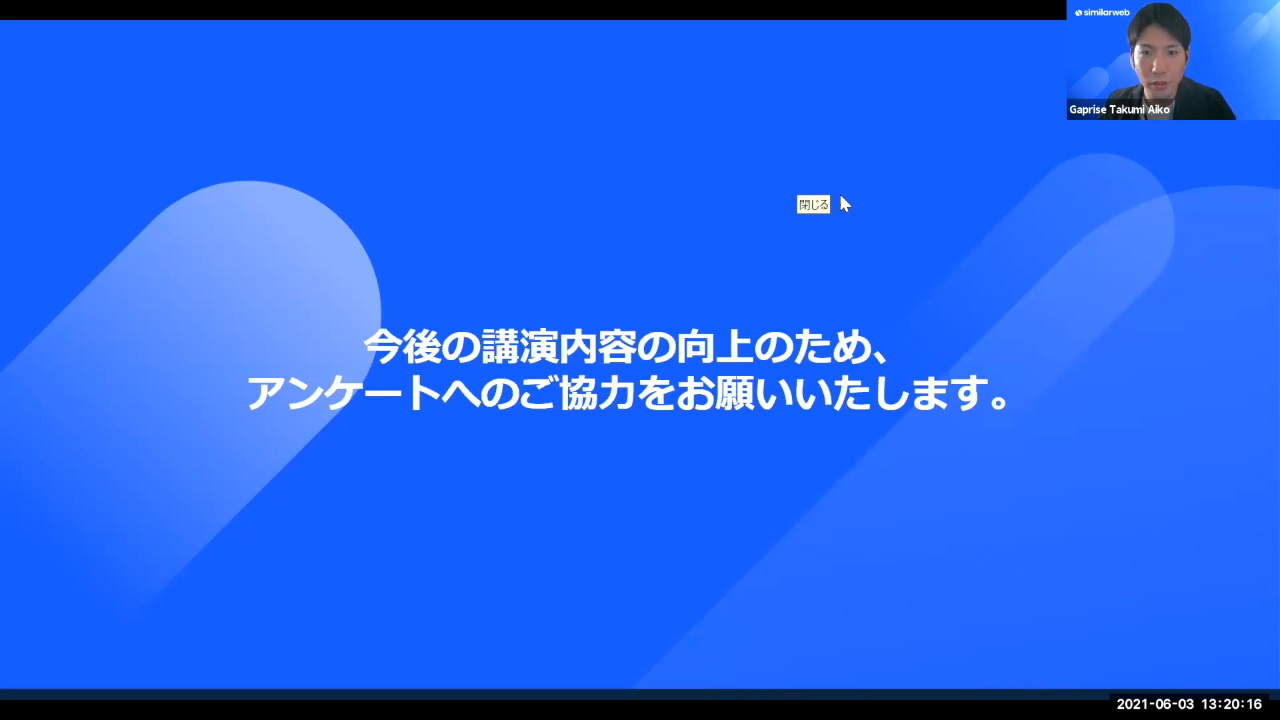 similarweb
Gaprise Takumi Aiko
閉じる
今後の講演内容の向上のため、
アンケートへのご協力をお願いいたします。
2021-06-03 13:20:16